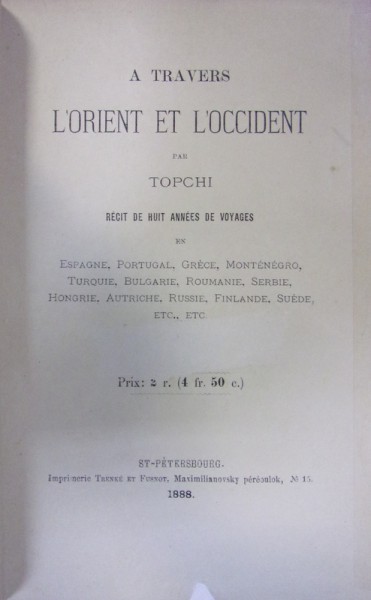 A TRAVERS
L'ORIENT ET L'OCCIDENT
PAR
TOPCHI
RÉCIT DE HUIT ANNÉES DE VOYAGES
EN
ESPAGNE, PORTUGAL, GRÈCE, MONTÉNÉGRO,
TURQUIE, BULGARIE, ROUMANIE, SERBIE,
HONGRIE, AUTRICHE, RUSSIE, FINLANDE, SUÈDE,
ETC., ETC.
Prix: 2 r. (4 fr. 50 c.)
ST-PÉTERSBOURG.
Imprimerie TRENKÉ ET FUSNOT, Maximilianovsky péréoulok, № 15.
1888.